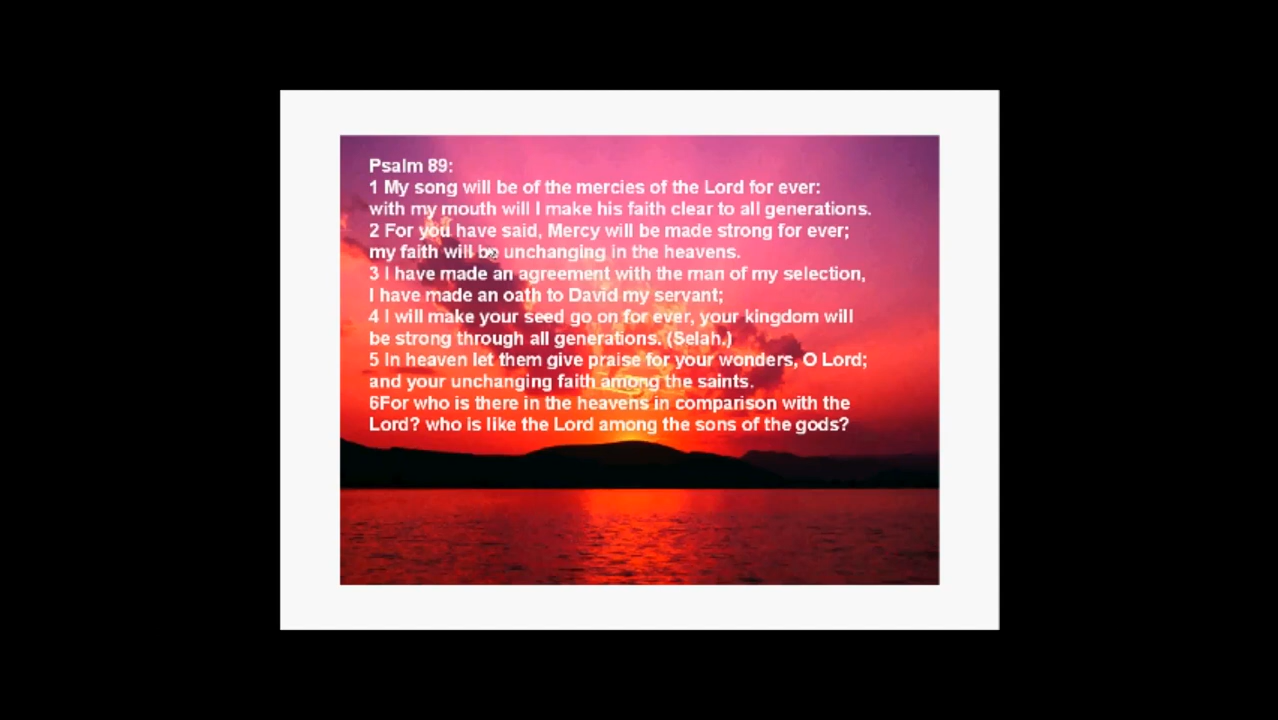 Psalm 89:
1 My song will be of the mercies of the Lord for ever:
with my mouth will I make his faith clear to all generations.
2 For you have said, Mercy will be made strong for ever;
my faith will be unchanging in the heavens.
3 I have made an agreement with the man of my selection,
I have made an oath to David my servant;
4 I will make your seed go on for ever, your kingdom will
be strong through all generations. (Selah.)
5 In heaven let them give praise for your wonders, O Lord;
and your unchanging faith among the saints.
6For who is there in the heavens in comparison with the
Lord? who is like the Lord among the sons of the gods?